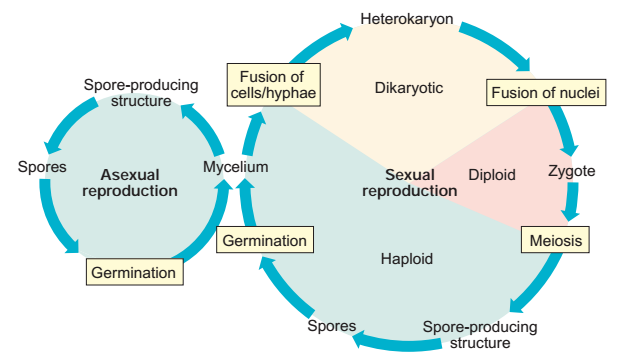 Heterokaryon
Fusion of
cells/hyphae
Dikaryotic
Fusion of nuclei
Spore-producing
structure
Spores
Asexual
reproduction
Mycelium
Sexual
reproduction
Diploid
Zygote
Germination
Germination
Meiosis
Haploid
Spores
Spore-producing
structure